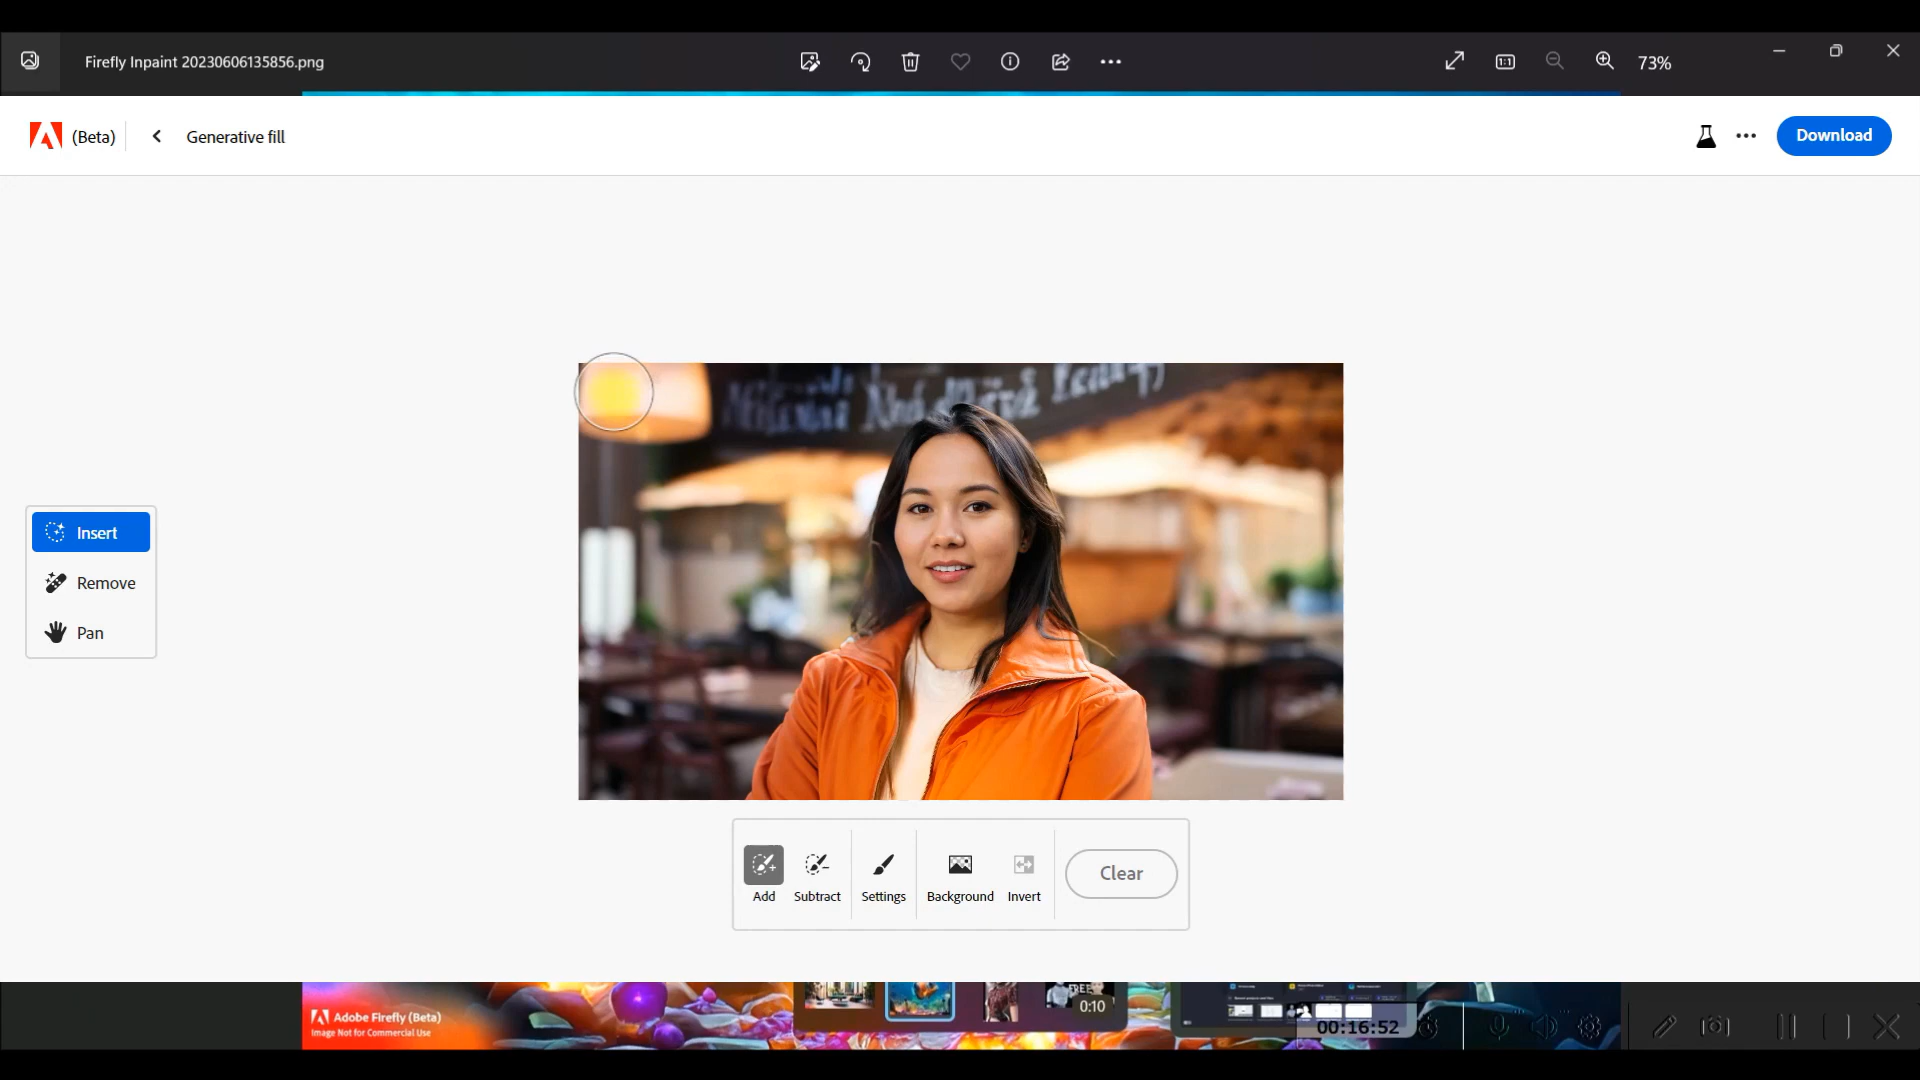 Firefly Inpaint 20230606135856.png
73%
(Beta)
Generative fill
Download
Insert
Remove
Pan
Add
Subtract
Settings
Background
Invert
Clear
Adobe Firefly (Beta)
Image Not for Commercial Use
FREE
0:10
00:16:52